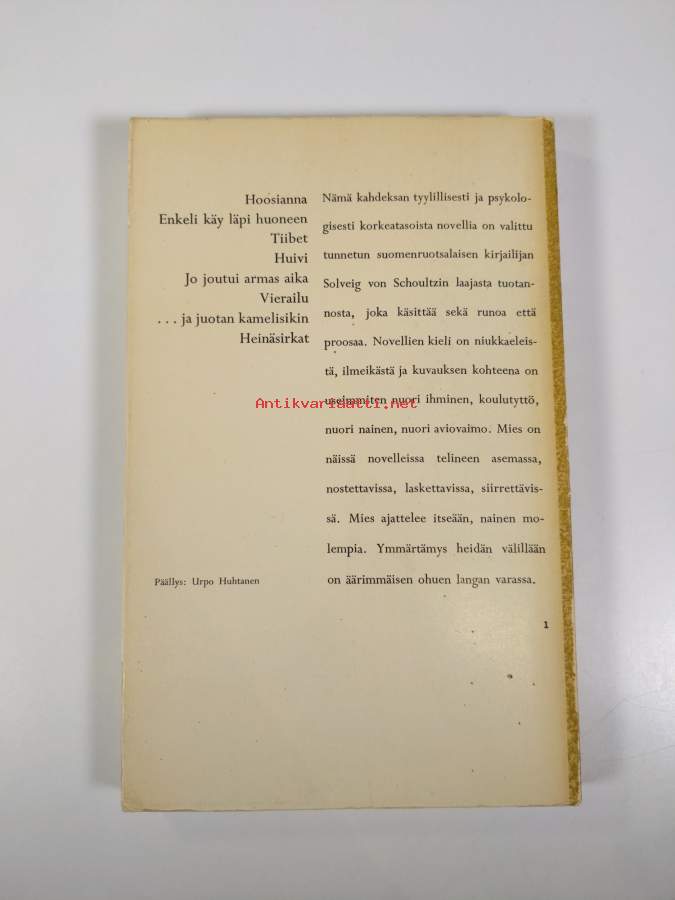 Hoosianna
Enkeli käy läpi huoneen
Tiibet
Huivi
Jo joutui armas aika
Vierailu
... ja juotan kamelisikin
Heinäsirkat
Nämä kahdeksan tyylillisesti ja psykolo-
gisesti korkeatasoista novellia on valittu
tunnetun suomenruotsalaisen kirjailijan
Solveig von Schoultzin laajasta tuotan-
nosta, joka käsittää sekä runoa että
proosaa. Novellien kieli on niukkaeleis-
tä, ilmeikästä ja kuvauksen kohteena on
useimmiten nuori ihminen, koulutyttö,
nuori nainen, nuori aviovaimo. Mies on
näissä novelleissa telineen asemassa,
nostettavissa, laskettavissa, siirrettävis-
sä. Mies ajattelee itseään, nainen mo-
lempia. Ymmärtämys heidän välillään
on äärimmäisen ohuen langan varassa.
Päällys: Urpo Huhtanen
1
Antikvariaatti.net